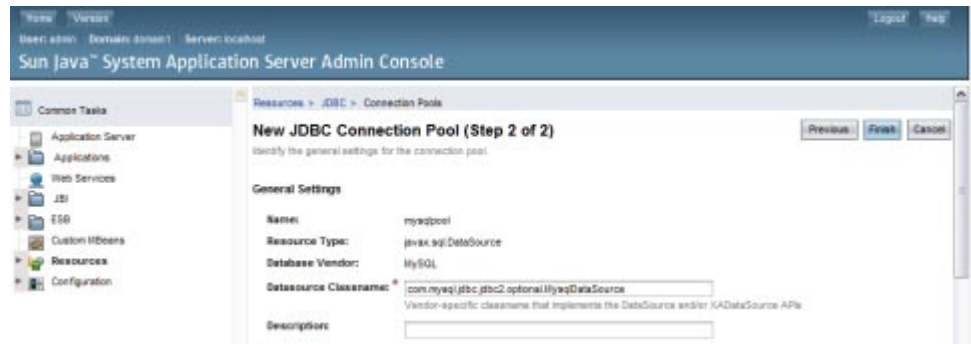 Home Version Logout Help
User: admin Domain: domain1 Server: localhost
Sun Java™ System Application Server Admin Console
Common Tasks
Application Server
Applications
Web Services
JBI
ESB
Custom MBeans
Resources
Configuration
Resources > JDBC > Connection Pools
New JDBC Connection Pool (Step 2 of 2)
Previous Finish Cancel
Identify the general settings for the connection pool.
General Settings
Name: mysqlpool
Resource Type: javax.sql.DataSource
Database Vendor: MySQL
Datasource Classname: * com.mysql.jdbc.jdbc2.optional.MysqlDataSource
Vendor-specific classname that implements the DataSource and/or XADataSource APIs
Description: